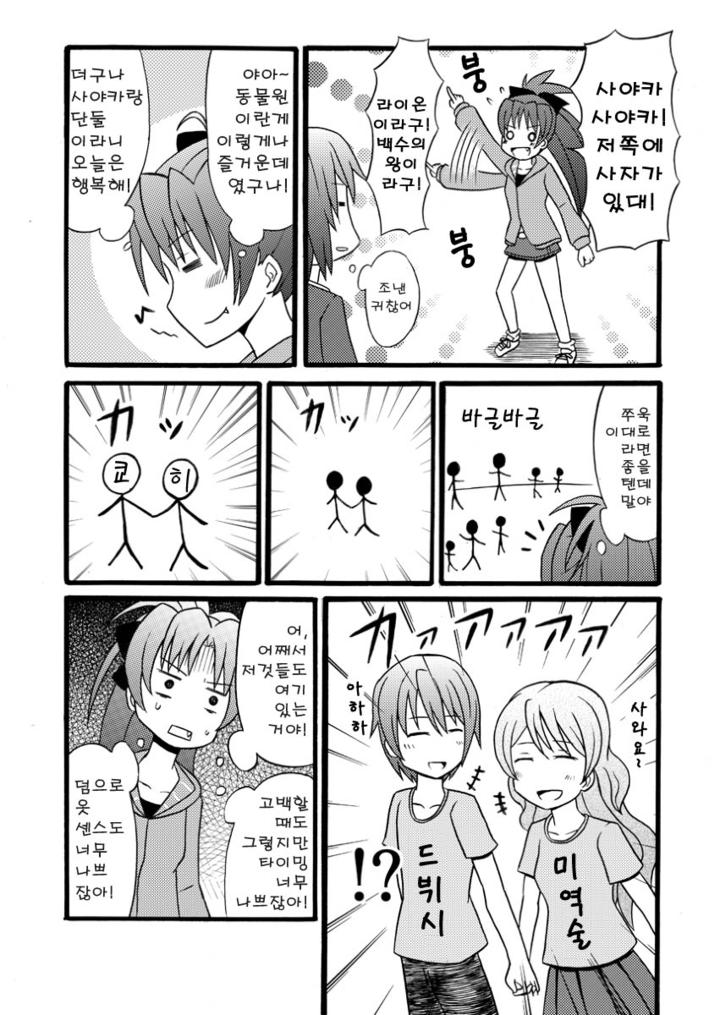 사야카
사야카!
저쪽에
사자가
있대!
붕
라이온
이라구!
백수의
왕이
라구!
붕
조낸
귀찮어
야아~
동물원
이란게
이렇게나
즐거운데
였구나!
더구나
사야카랑
단둘
이라니
오늘은
행복해!
욱
쭈로야
이대면을데
라텐
좋말
바글바글
カッ
カッ
쿄
히
カァァァァァ
사와요~
아하하
미역술
드뷔시
!?
어,
어째서
저것들도
여기
있는
거야!
고백할
때도
그렇지만
타이밍
너무
나쁘잖아!
덤으로
옷
센스도
너무
나쁘
잖아!